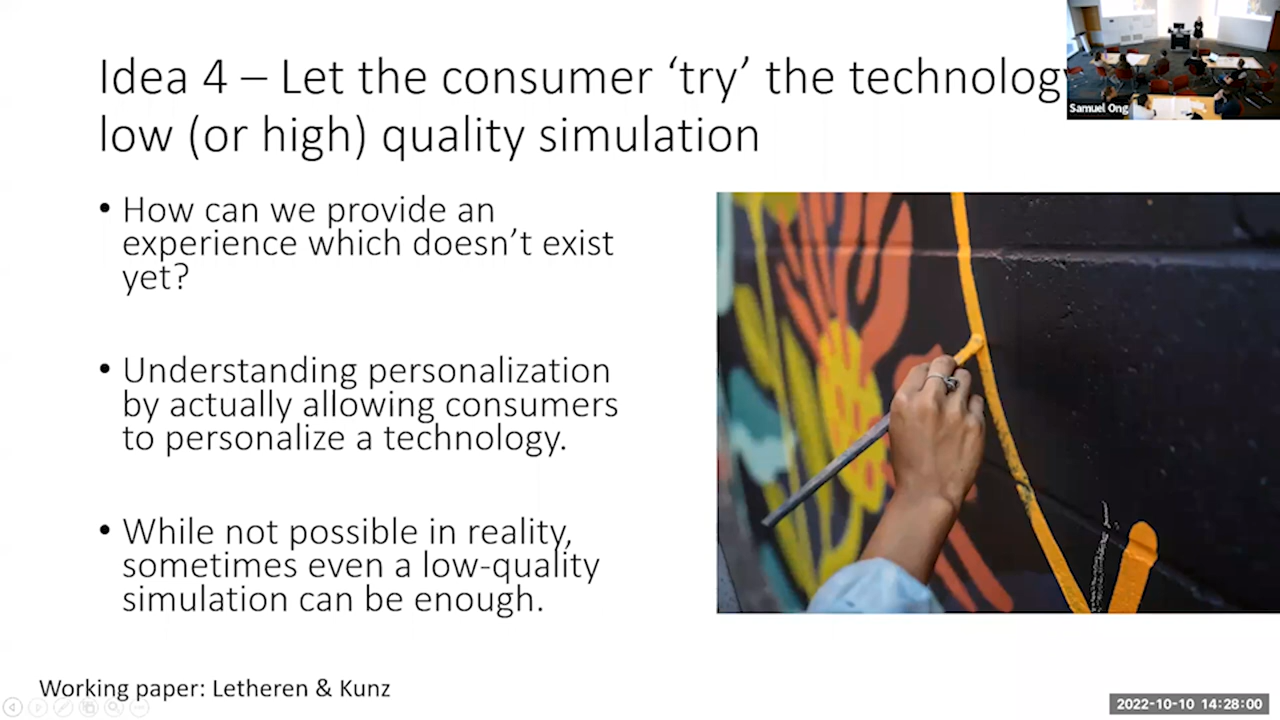 Idea 4 – Let the consumer ‘try’ the technology
low (or high) quality simulation
Samuel Ong
• How can we provide an
experience which doesn’t exist
yet?
• Understanding personalization
by actually allowing consumers
to personalize a technology.
• While not possible in reality,
sometimes even a low-quality
simulation can be enough.
Working paper: Letheren & Kunz
2022-10-10 14:28:00